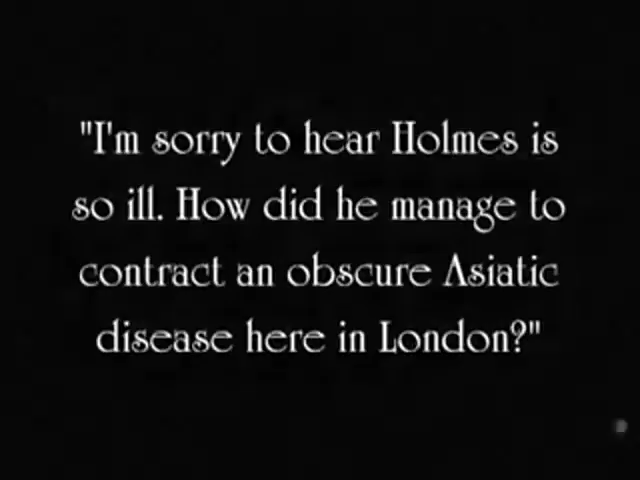 "I'm sorry to hear Holmes is
so ill. How did he manage to
contract an obscure Asiatic
disease here in London?"